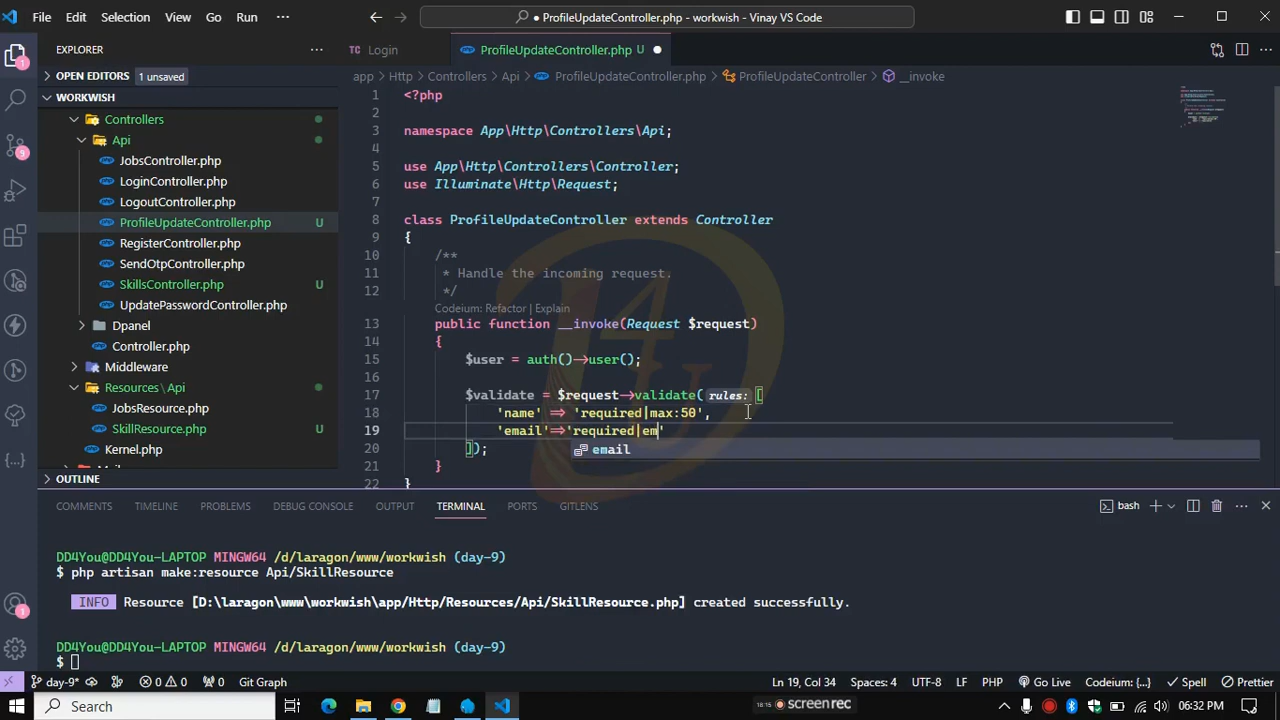 File Edit Selection View Go Run ···
ProfileUpdateController.php - workwish - Vinay VS Code
EXPLORER
OPEN EDITORS 1 unsaved
WORKWISH
Controllers
Api
JobsController.php
LoginController.php
LogoutController.php
ProfileUpdateController.php U
RegisterController.php
SendOtpController.php
SkillsController.php U
UpdatePasswordController.php
Dpanel
Controller.php
Middleware
Resources\Api
JobsResource.php
SkillResource.php U
Kernel.php
OUTLINE
1
9
1
TC Login
ProfileUpdateController.php U
app > Http > Controllers > Api > ProfileUpdateController.php > ProfileUpdateController > __invoke
1 <?php
2
3 namespace App\Http\Controllers\Api;
4
5 use App\Http\Controllers\Controller;
6 use Illuminate\Http\Request;
7
8 class ProfileUpdateController extends Controller
9 {
10 /**
11 * Handle the incoming request.
12 */
Codeium: Refactor | Explain
13 public function __invoke(Request $request)
14 {
15 $user = auth()->user();
16
17 $validate = $request->validate(rules: [
18 'name' => 'required|max:50',
19 'email'=>'required|em'
email
20 ]);
21 }
22 }
COMMENTS TIMELINE PROBLEMS DEBUG CONSOLE OUTPUT TERMINAL PORTS GITLENS
bash
DD4You@DD4You-LAPTOP MINGW64 /d/laragon/www/workwish (day-9)
$ php artisan make:resource Api/SkillResource
INFO Resource [D:\laragon\www\workwish\app/Http/Resources/Api/SkillResource.php] created successfully.
DD4You@DD4You-LAPTOP MINGW64 /d/laragon/www/workwish (day-9)
$
day-9* 0 0 0 Git Graph Ln 19, Col 34 Spaces: 4 UTF-8 LF PHP Go Live Codeium: {...} Spell Prettier
Search
screenrec
06:32 PM